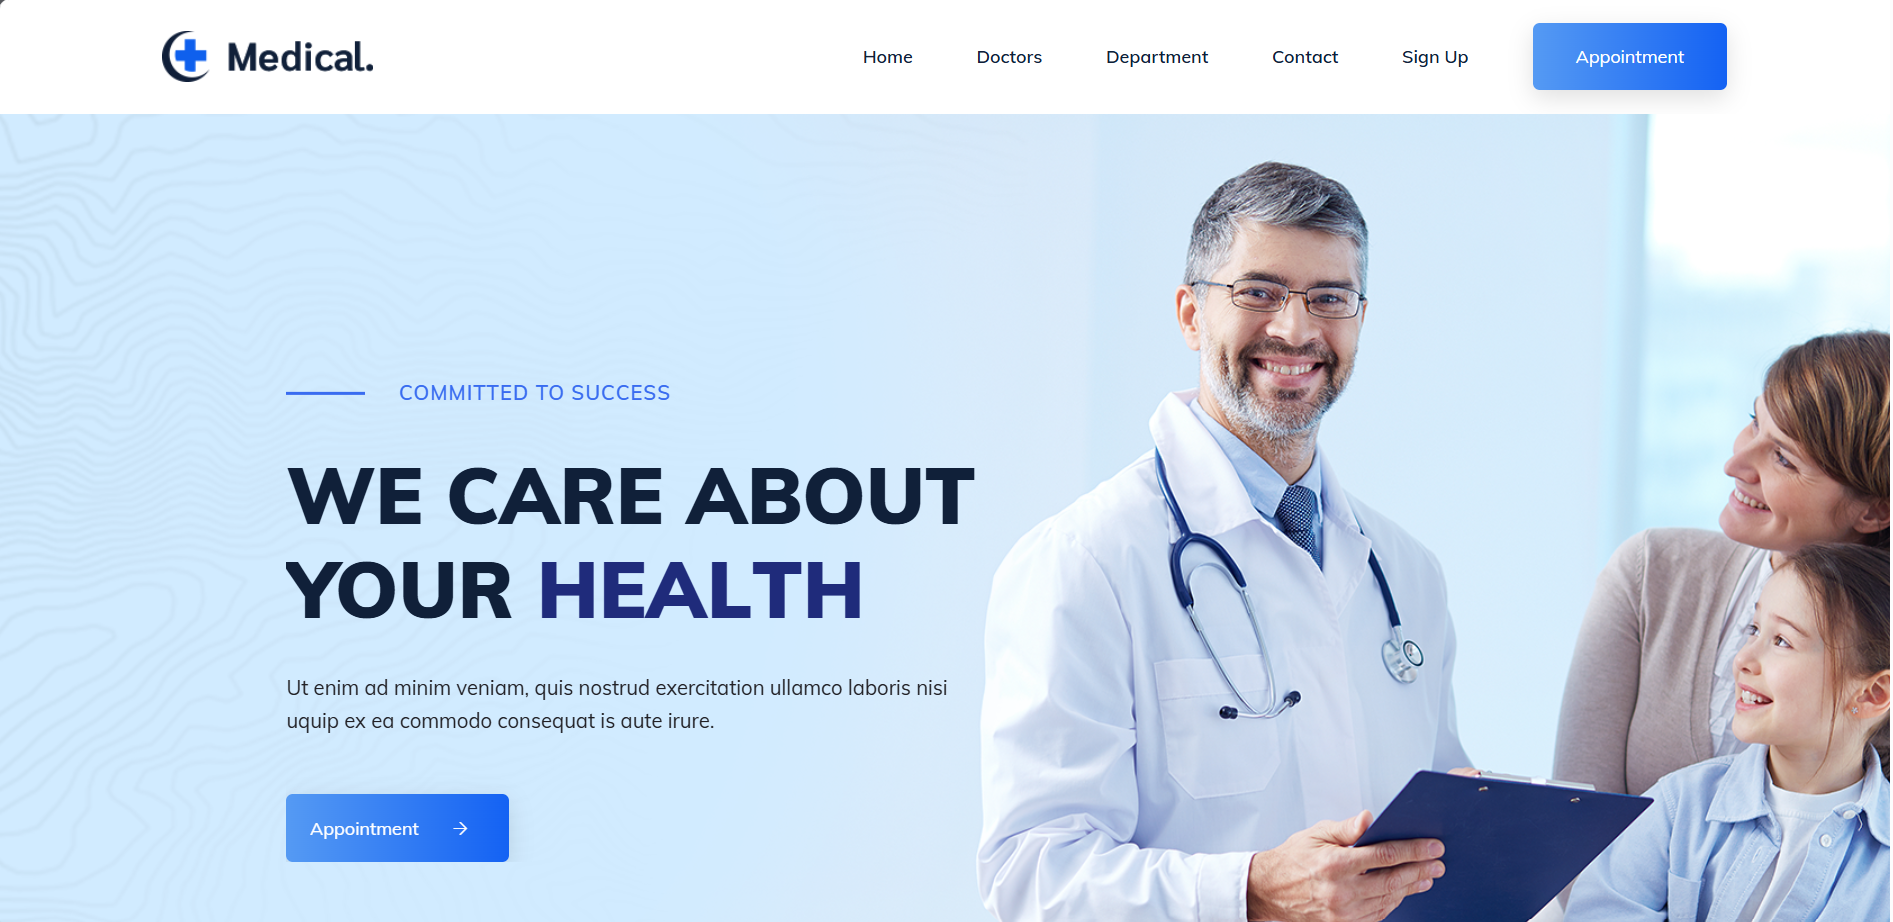 Medical.
Home Doctors Department Contact Sign Up Appointment
COMMITTED TO SUCCESS
WE CARE ABOUT
YOUR HEALTH
Ut enim ad minim veniam, quis nostrud exercitation ullamco laboris nisi
uquip ex ea commodo consequat is aute irure.
Appointment